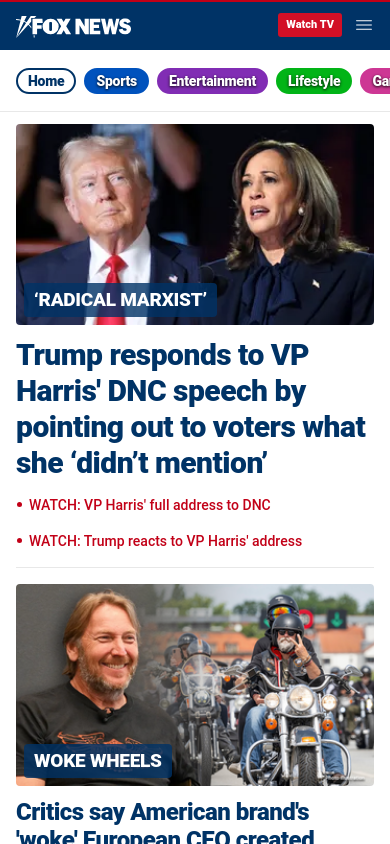 FOX NEWS
Watch TV
Home
Sports
Entertainment
Lifestyle
‘RADICAL MARXIST’
Trump responds to VP
Harris' DNC speech by
pointing out to voters what
she ‘didn’t mention’
• WATCH: VP Harris' full address to DNC
• WATCH: Trump reacts to VP Harris' address
WOKE WHEELS
Critics say American brand's
'woke' European CEO created